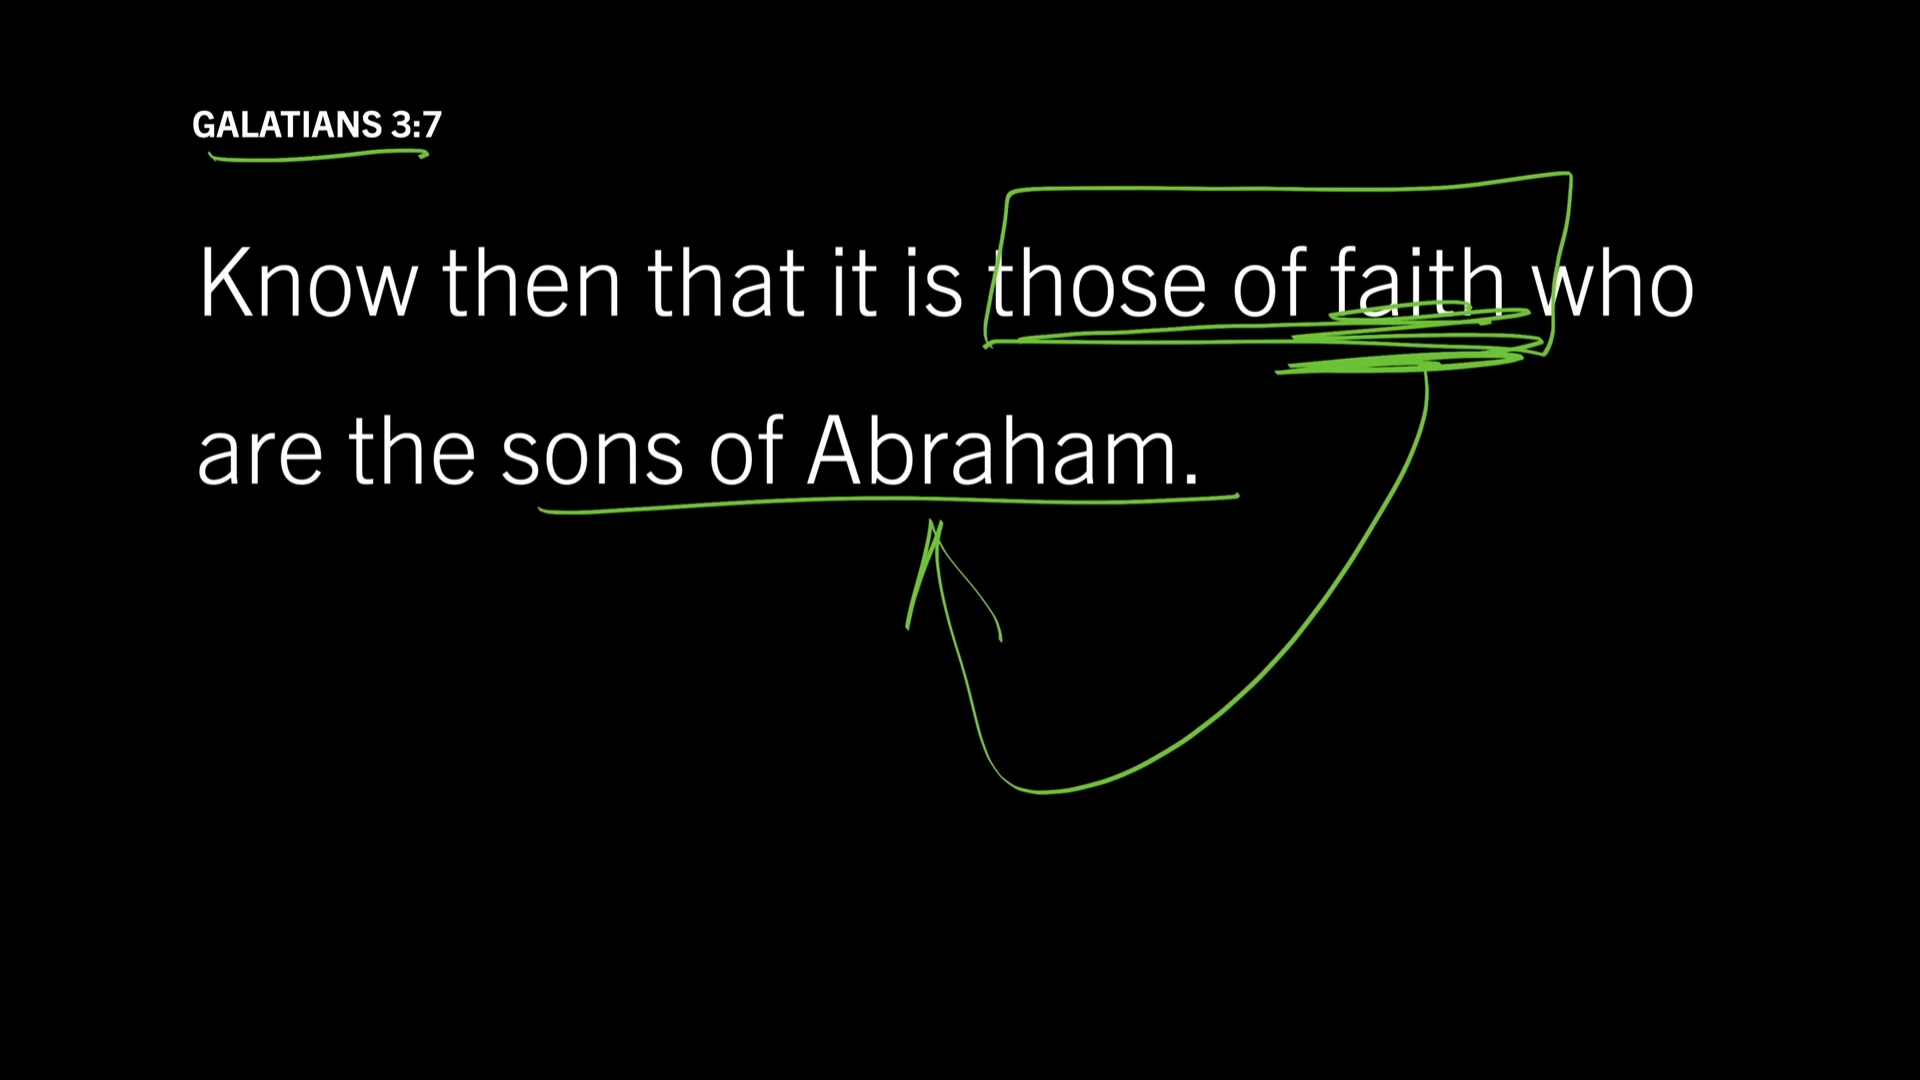 GALATIANS 3:7
Know then that it is those of faith who
are the sons of Abraham.